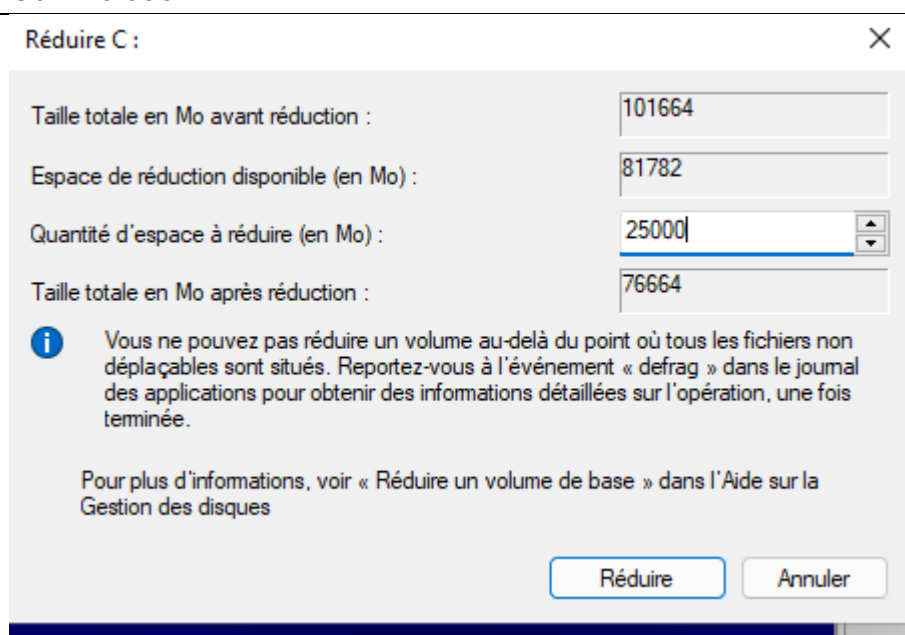 Réduire C :
Taille totale en Mo avant réduction :
101664
Espace de réduction disponible (en Mo) :
81782
Quantité d'espace à réduire (en Mo) :
25000
Taille totale en Mo après réduction :
76664
Vous ne pouvez pas réduire un volume au-delà du point où tous les fichiers non
déplaçables sont situés. Reportez-vous à l'événement « defrag » dans le journal
des applications pour obtenir des informations détaillées sur l'opération, une fois
terminée.
Pour plus d'informations, voir « Réduire un volume de base » dans l'Aide sur la
Gestion des disques
Réduire
Annuler